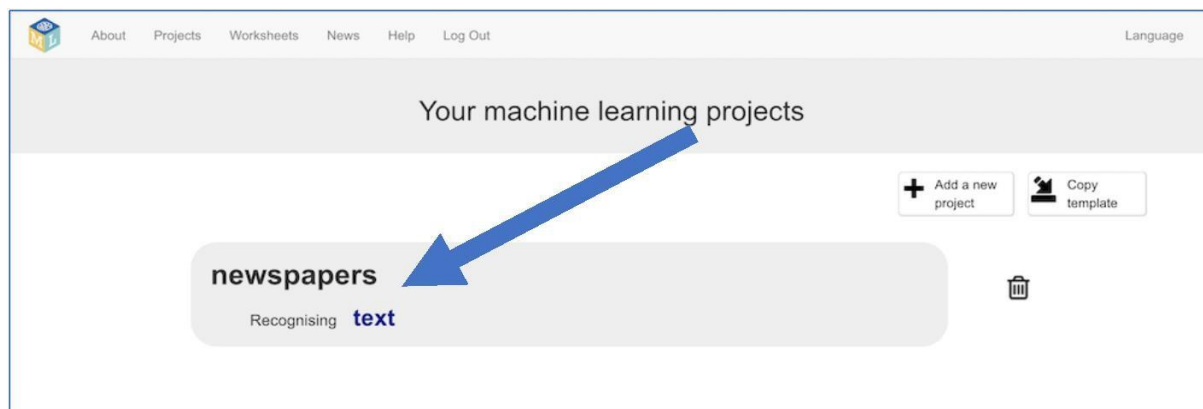 M L
About Projects Worksheets News Help Log Out Language
Your machine learning projects
Add a new
project
Copy
template
newspapers
Recognising text